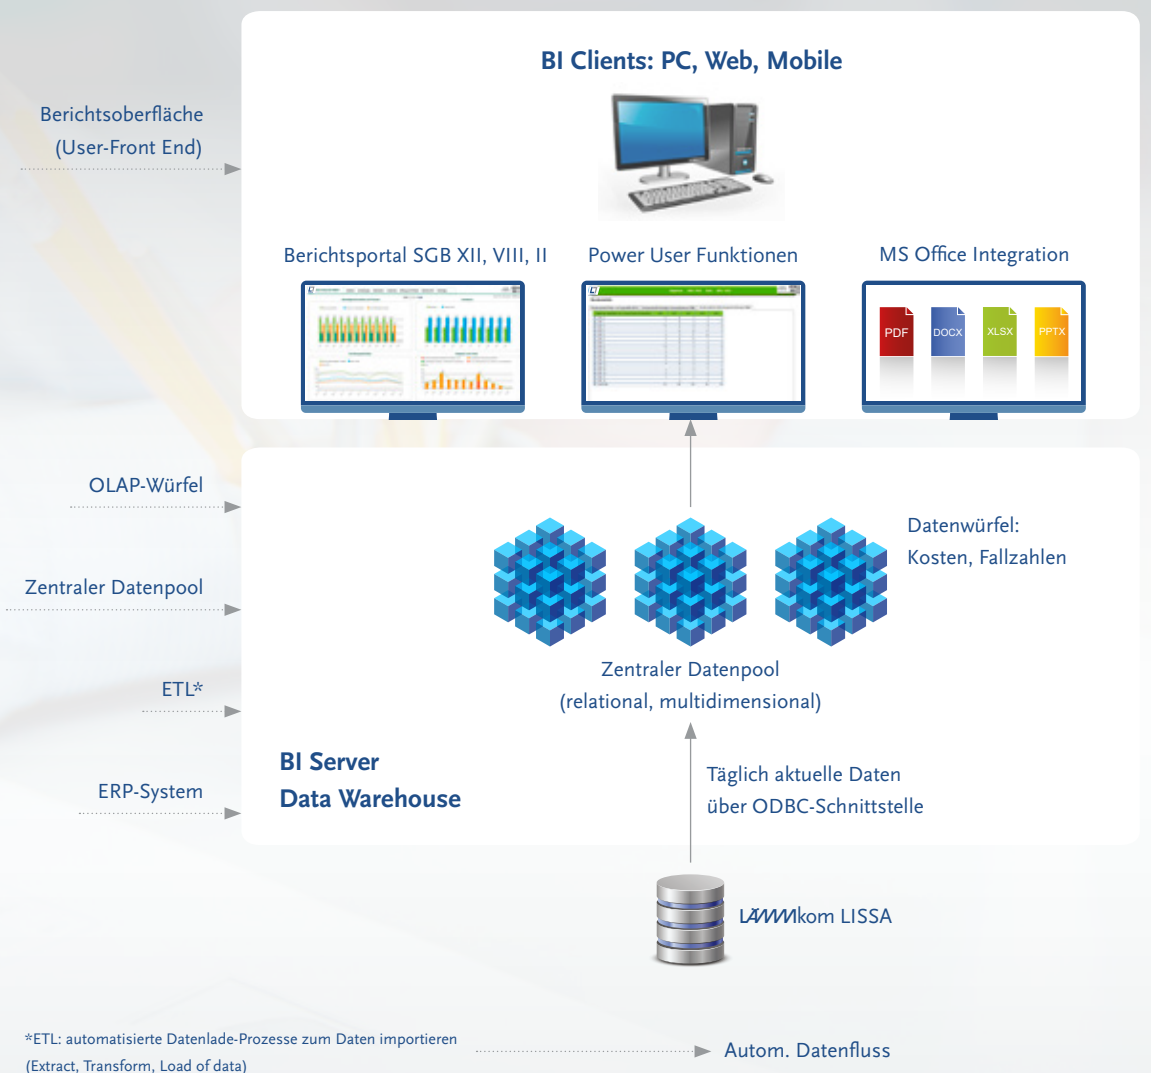 BI Clients: PC, Web, Mobile
Berichtsoberfläche
(User-Front End)
Berichtsportal SGB XII, VIII, II
Power User Funktionen
MS Office Integration
PDF
DOCX
XLSX
PPTX
OLAP-Würfel
Datenwürfel:
Kosten, Fallzahlen
Zentraler Datenpool
Zentraler Datenpool
(relational, multidimensional)
ETL*
BI Server
Data Warehouse
Täglich aktuelle Daten
über ODBC-Schnittstelle
ERP-System
LÄMMkom LISSA
*ETL: automatisierte Datenlade-Prozesse zum Daten importieren
(Extract, Transform, Load of data)
Autom. Datenfluss